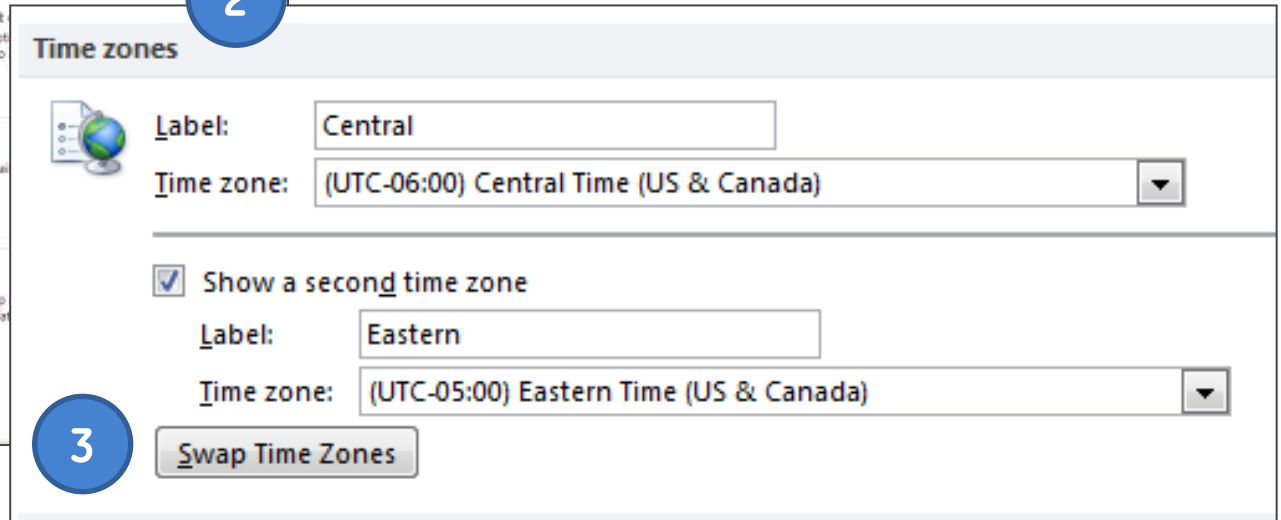 2
Time zones
Label: Central
Time zone: (UTC-06:00) Central Time (US & Canada)
Show a second time zone
Label: Eastern
Time zone: (UTC-05:00) Eastern Time (US & Canada)
3 Swap Time Zones